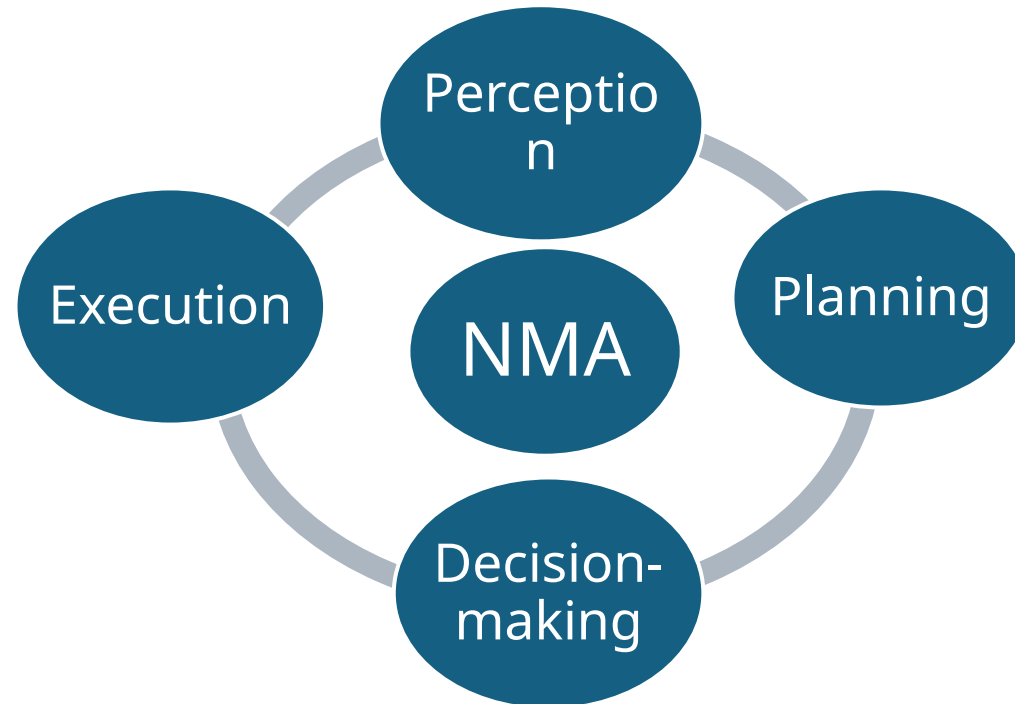 Perceptio
n
Execution
Planning
NMA
Decision-
making